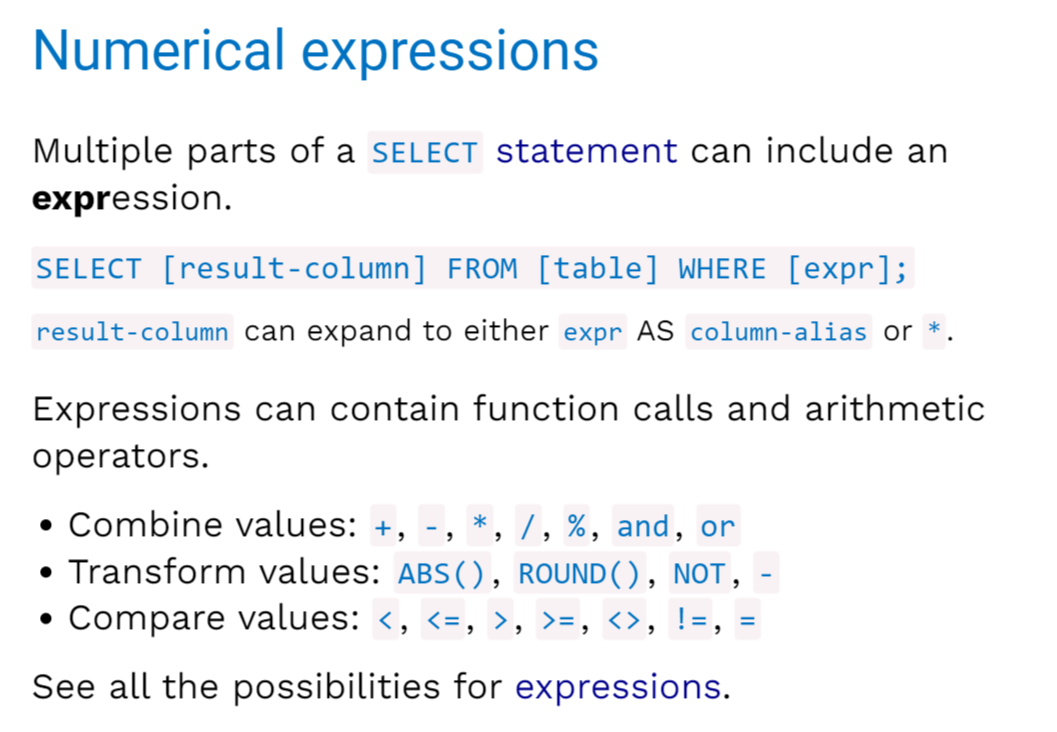 Numerical expressions
Multiple parts of a SELECT statement can include an
expression.
SELECT [result-column] FROM [table] WHERE [expr];
result-column can expand to either expr AS column-alias or *.
Expressions can contain function calls and arithmetic
operators.
• Combine values: +, -, *, /, %, and, or
• Transform values: ABS(), ROUND(), NOT, -
• Compare values: <, <=, >, >=, <>, !=, =
See all the possibilities for expressions.